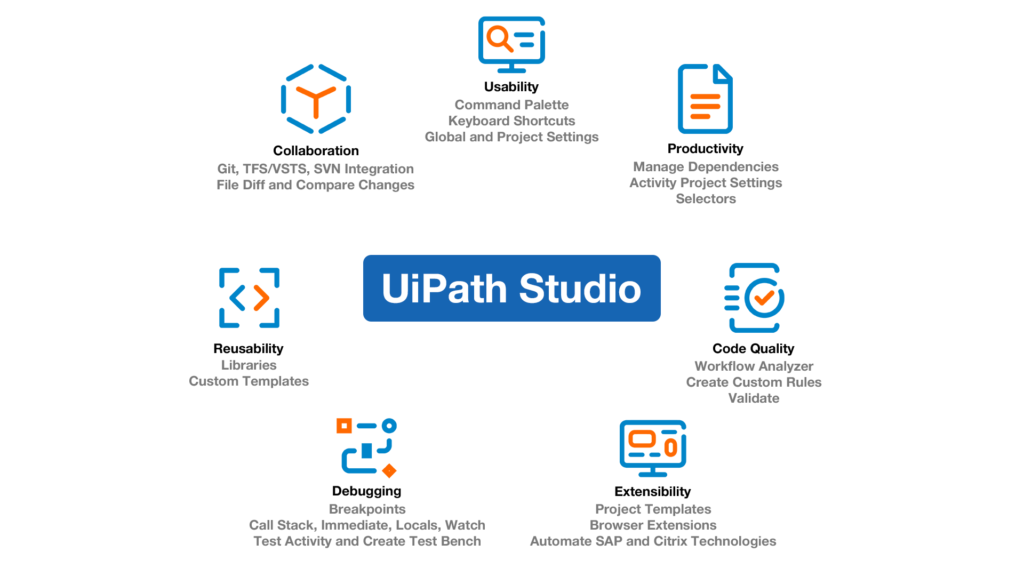 Usability
Command Palette
Keyboard Shortcuts
Global and Project Settings
Collaboration
Git, TFS/VSTS, SVN Integration
File Diff and Compare Changes
Productivity
Manage Dependencies
Activity Project Settings
Selectors
UiPath Studio
Reusability
Libraries
Custom Templates
Code Quality
Workflow Analyzer
Create Custom Rules
Validate
Debugging
Breakpoints
Call Stack, Immediate, Locals, Watch
Test Activity and Create Test Bench
Extensibility
Project Templates
Browser Extensions
Automate SAP and Citrix Technologies